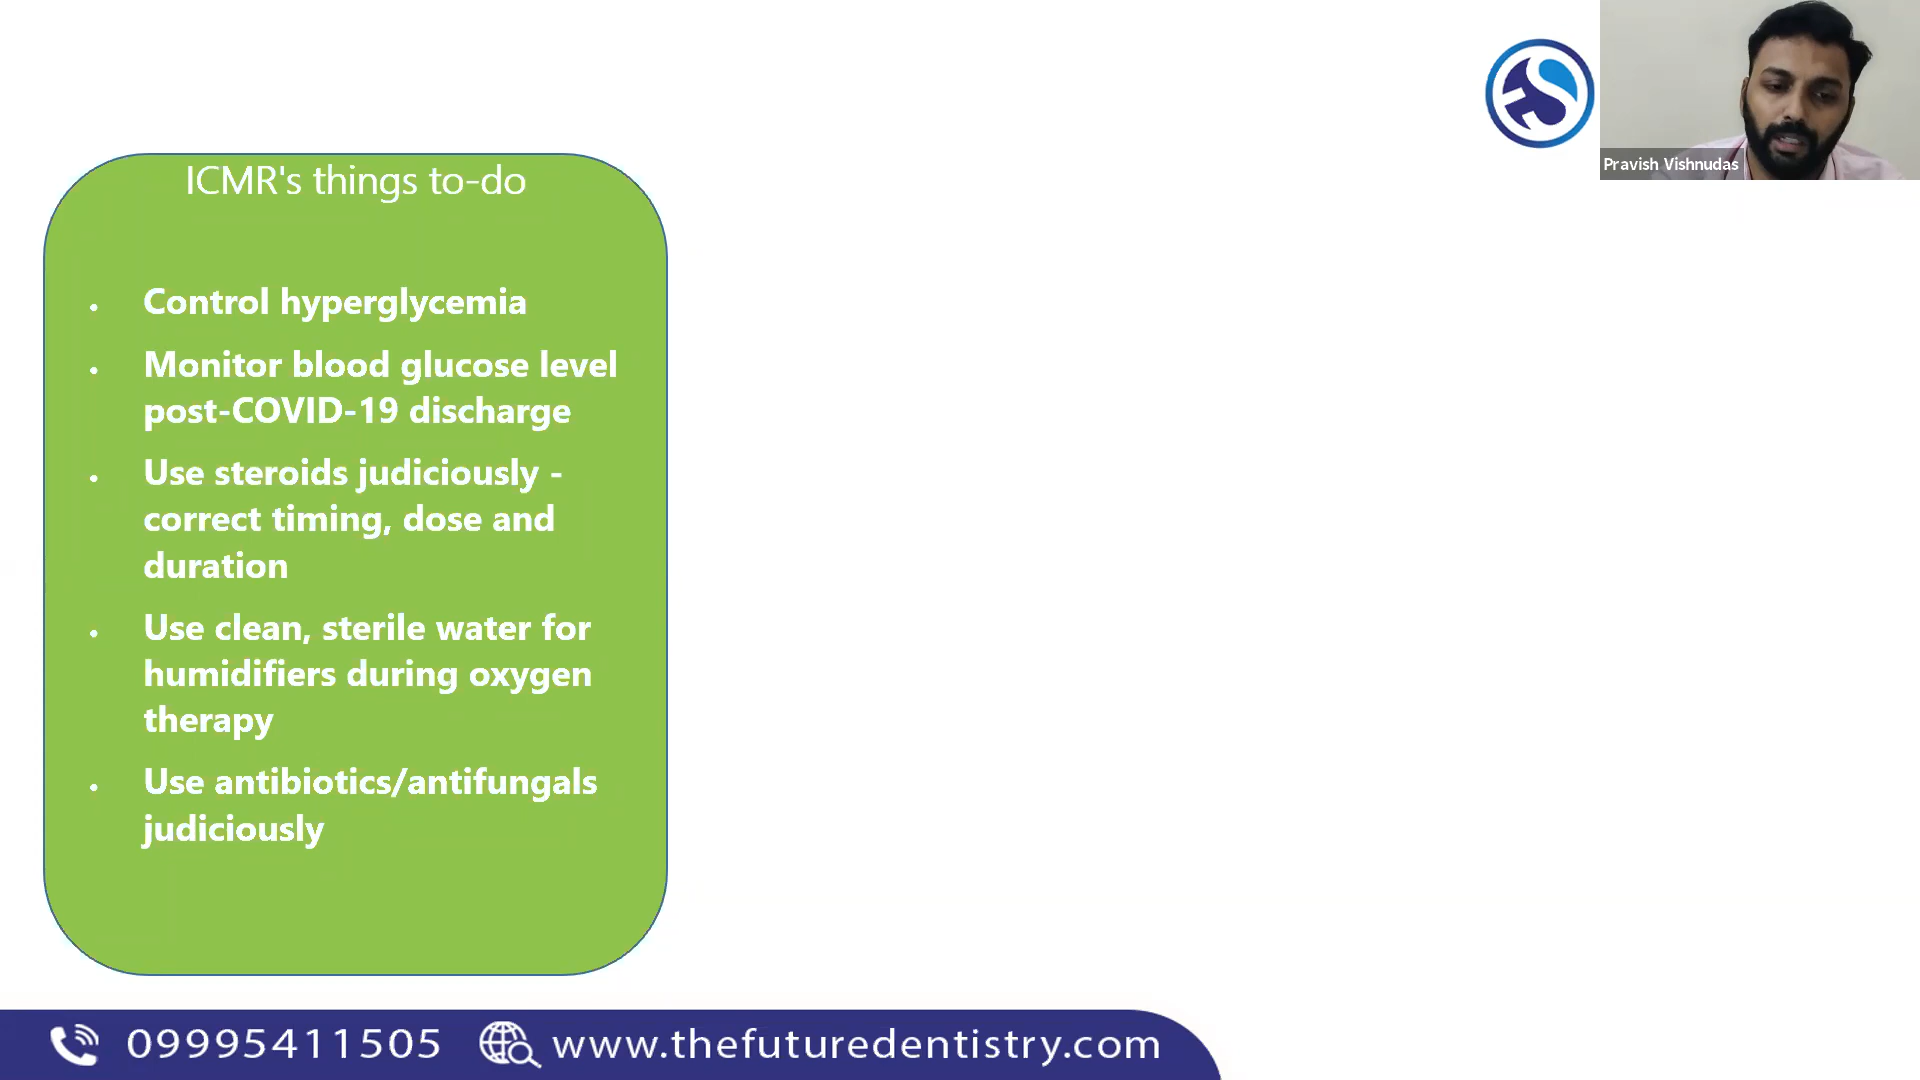 ICMR's things to-do
• Control hyperglycemia
• Monitor blood glucose level
post-COVID-19 discharge
• Use steroids judiciously -
correct timing, dose and
duration
• Use clean, sterile water for
humidifiers during oxygen
therapy
• Use antibiotics/antifungals
judiciously
Pravish Vishnudas
09995411505 www.thefuturedentistry.com